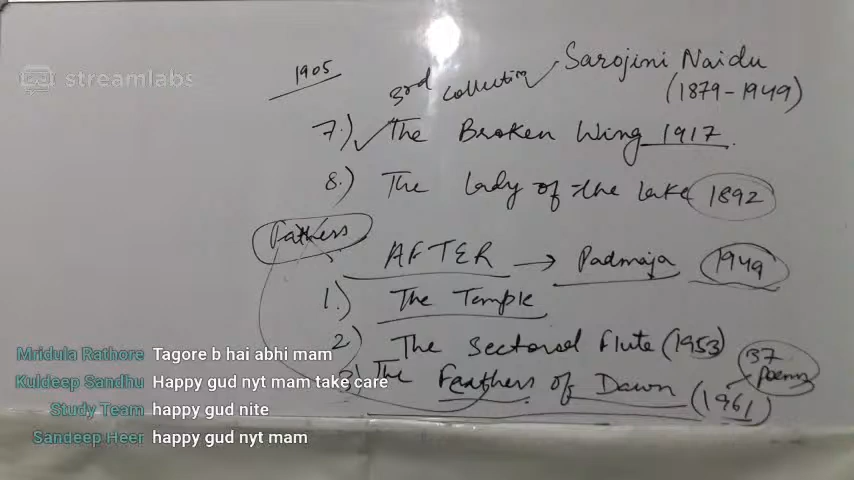 streamlabs
1905
3rd collection
Sarojini Naidu
(1879-1949)
7.) The Broken Wing 1917.
8.) The Lady of the Lake 1892
Fathers
AFTER → Padmaja 1949
1.) The Temple
2) The Sectored Flute (1953)
3) The Feathers of Dawn (1961)
137 Poems
Mridula Rathore Tagore b hai abhi mam
Kuldeep Sandhu Happy gud nyt mam take care
Study Team happy gud nite
Sandeep Heer happy gud nyt mam